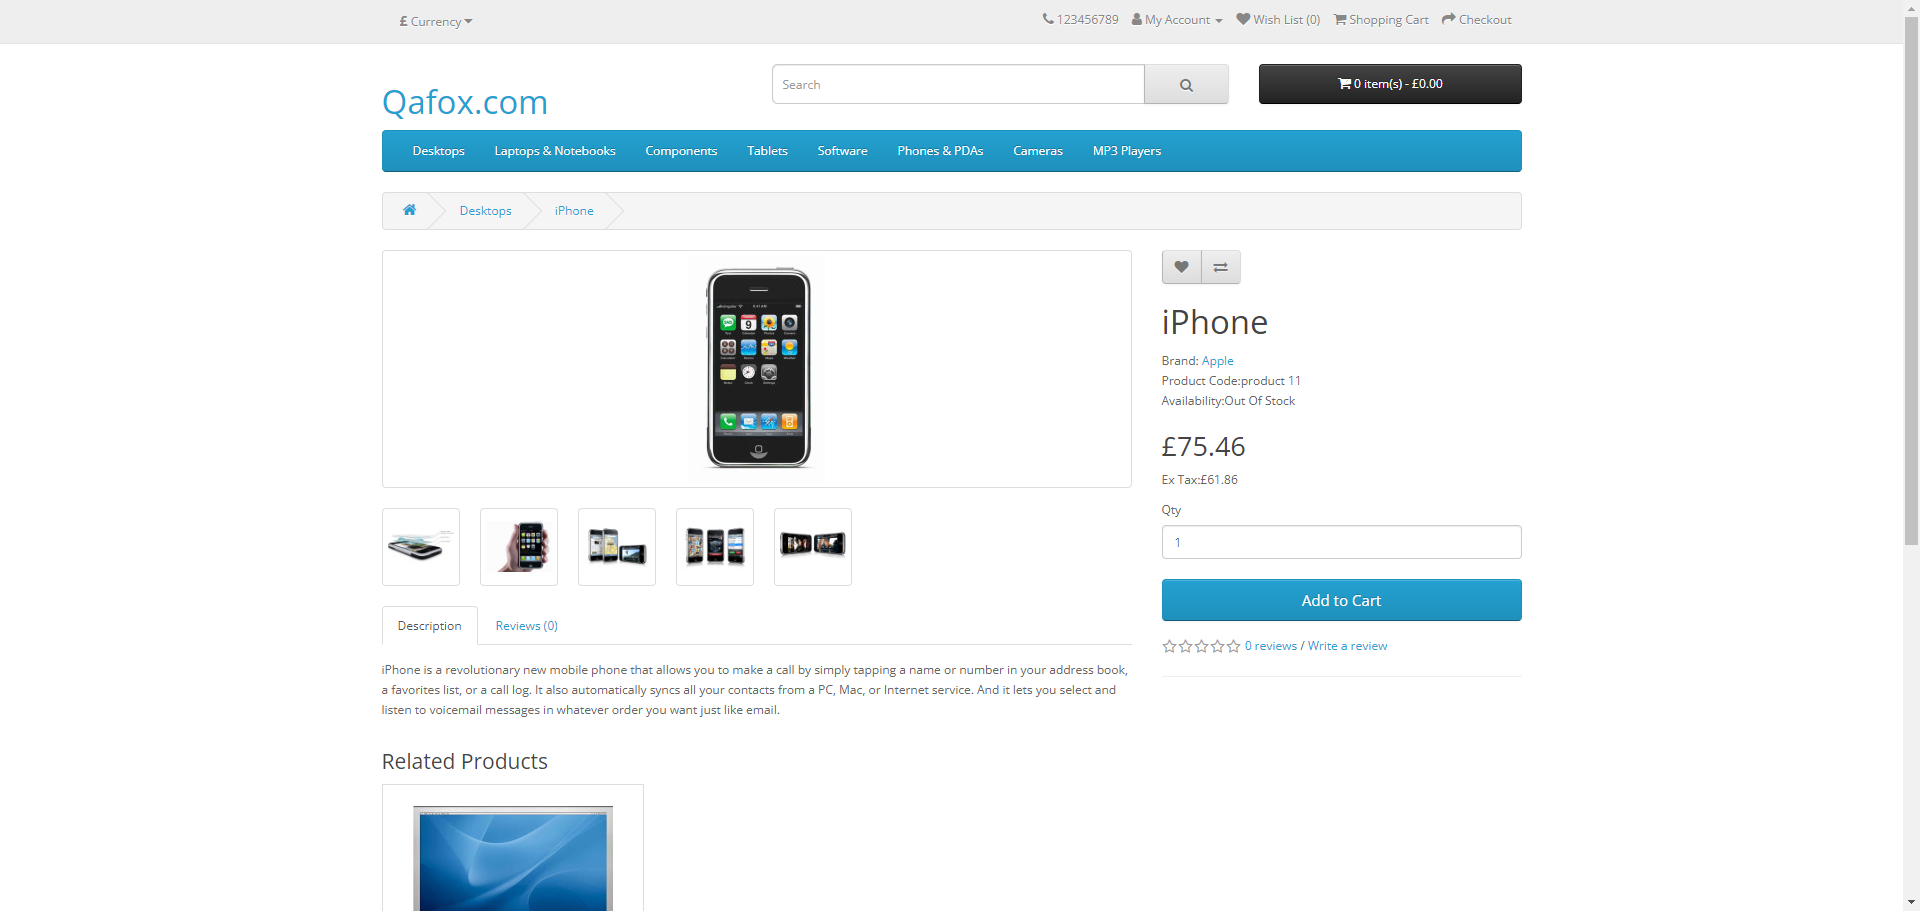 £ Currency
123456789 My Account Wish List (0) Shopping Cart Checkout
Qafox.com
Search
0 item(s) - £0.00
Desktops Laptops & Notebooks Components Tablets Software Phones & PDAs Cameras MP3 Players
Desktops iPhone
iPhone
Brand: Apple
Product Code:product 11
Availability:Out Of Stock
£75.46
Ex Tax:£61.86
Qty
1
Add to Cart
0 reviews / Write a review
Description Reviews (0)
iPhone is a revolutionary new mobile phone that allows you to make a call by simply tapping a name or number in your address book,
a favorites list, or a call log. It also automatically syncs all your contacts from a PC, Mac, or Internet service. And it lets you select and
listen to voicemail messages in whatever order you want just like email.
Related Products